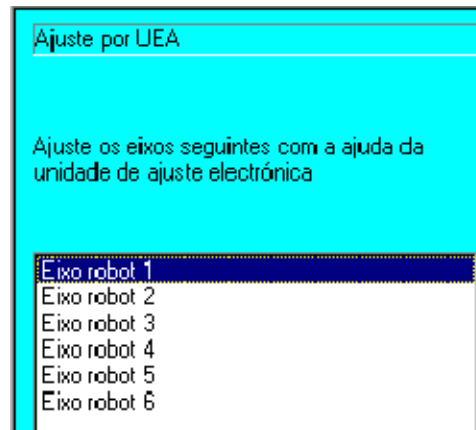 Ajuste por UEA
Ajuste os eixos seguintes com a ajuda da
unidade de ajuste electrónica
Eixo robot 1
Eixo robot 2
Eixo robot 3
Eixo robot 4
Eixo robot 5
Eixo robot 6